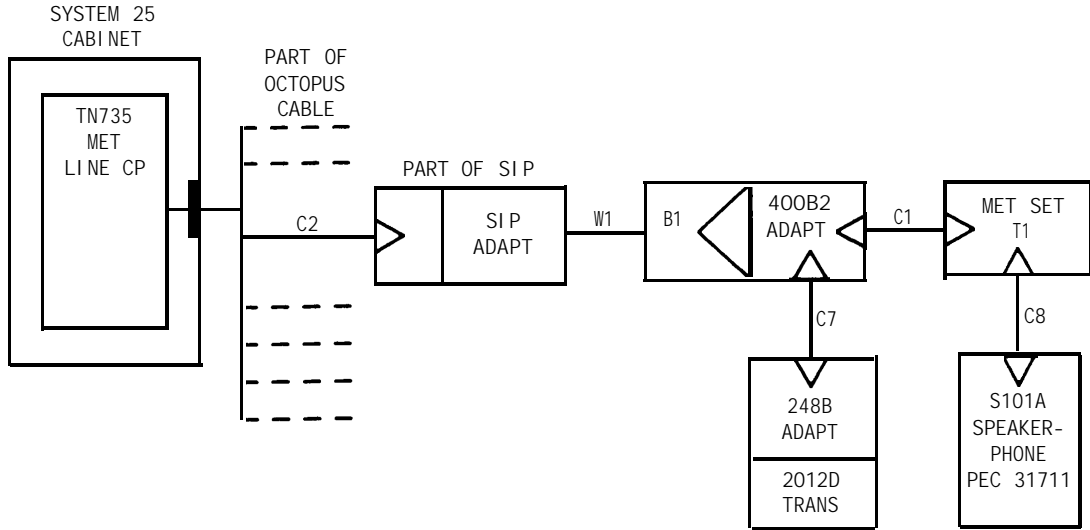 SYSTEM 25
CABINET
TN735
MET
LINE CP
PART OF
OCTOPUS
CABLE
C2
PART OF SIP
SIP
ADAPT
W1
B1
400B2
ADAPT
C1
MET SET
T1
C7
C8
248B
ADAPT
2012D
TRANS
S101A
SPEAKER-
PHONE
PEC 31711